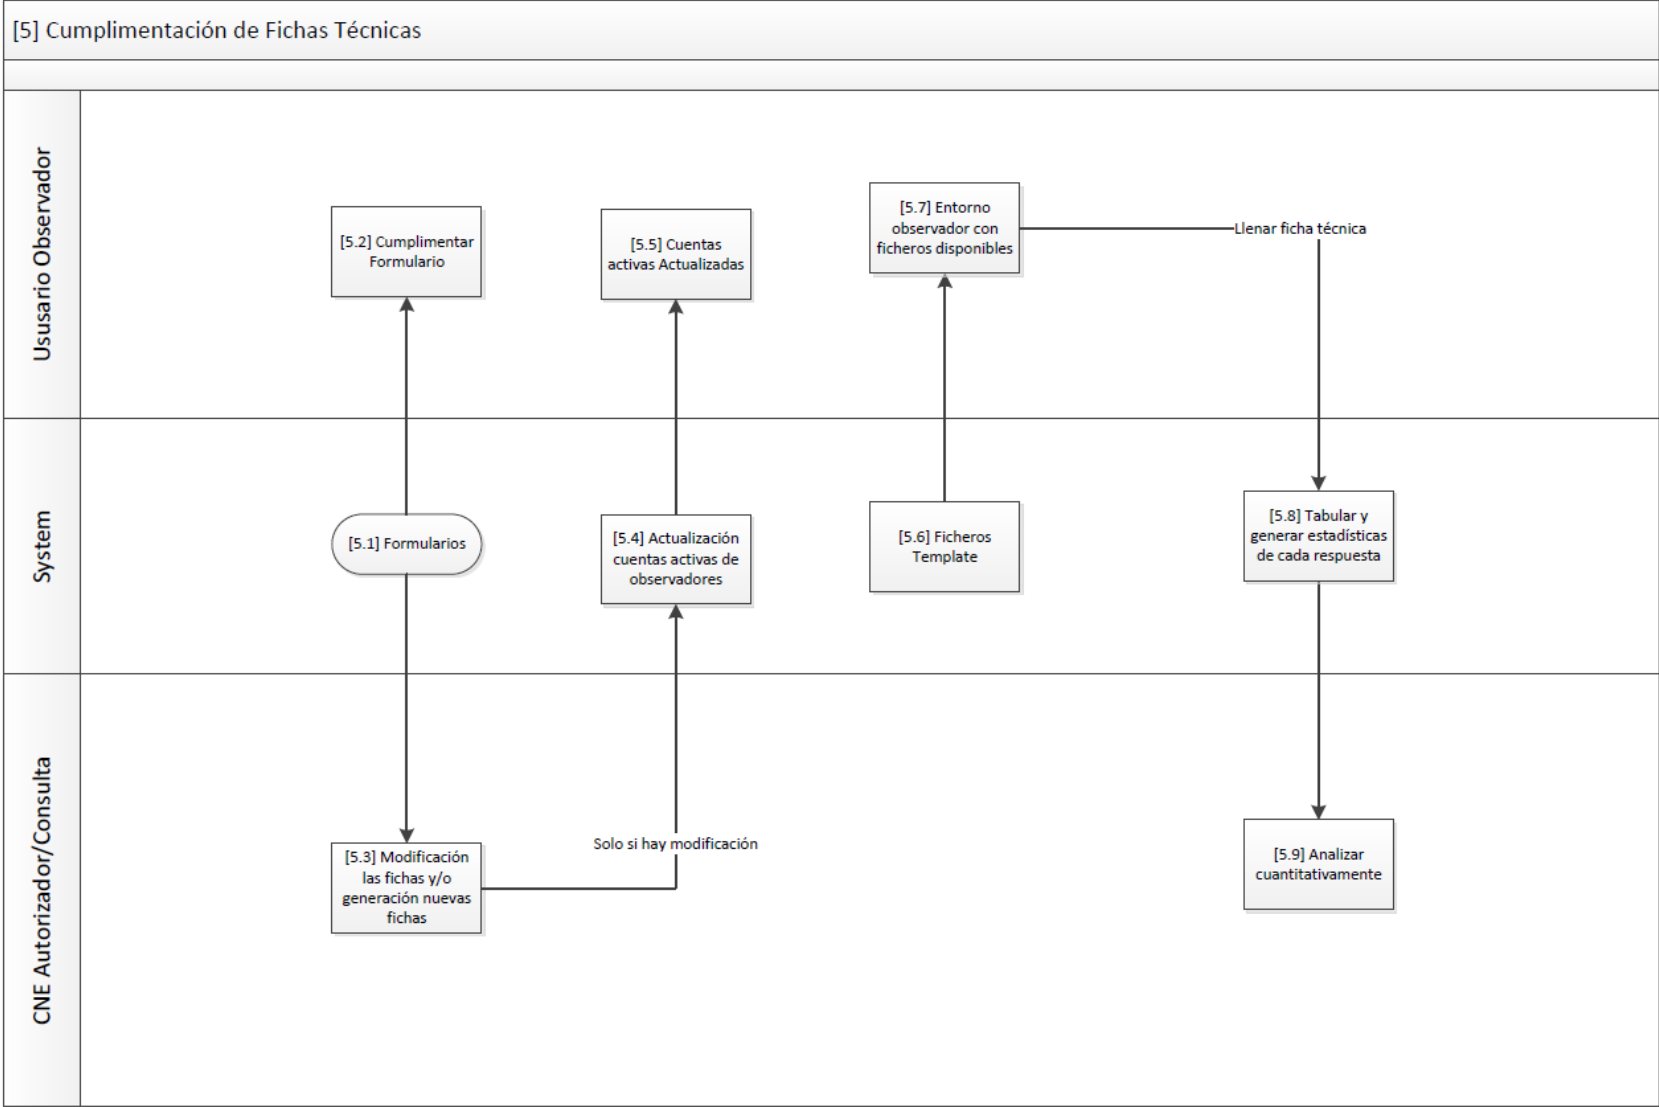 [5] Cumplimentación de Fichas Técnicas
Ususario Observador
[5.2] Cumplimentar
Formulario
[5.5] Cuentas
activas Actualizadas
[5.7] Entorno
observador con
ficheros disponibles
Llenar ficha técnica
System
[5.1] Formularios
[5.4] Actualización
cuentas activas de
observadores
[5.6] Ficheros
Template
[5.8] Tabular y
generar estadísticas
de cada respuesta
CNE Autorizador/Consulta
[5.3] Modificación
las fichas y/o
generación nuevas
fichas
Solo si hay modificación
[5.9] Analizar
cuantitativamente